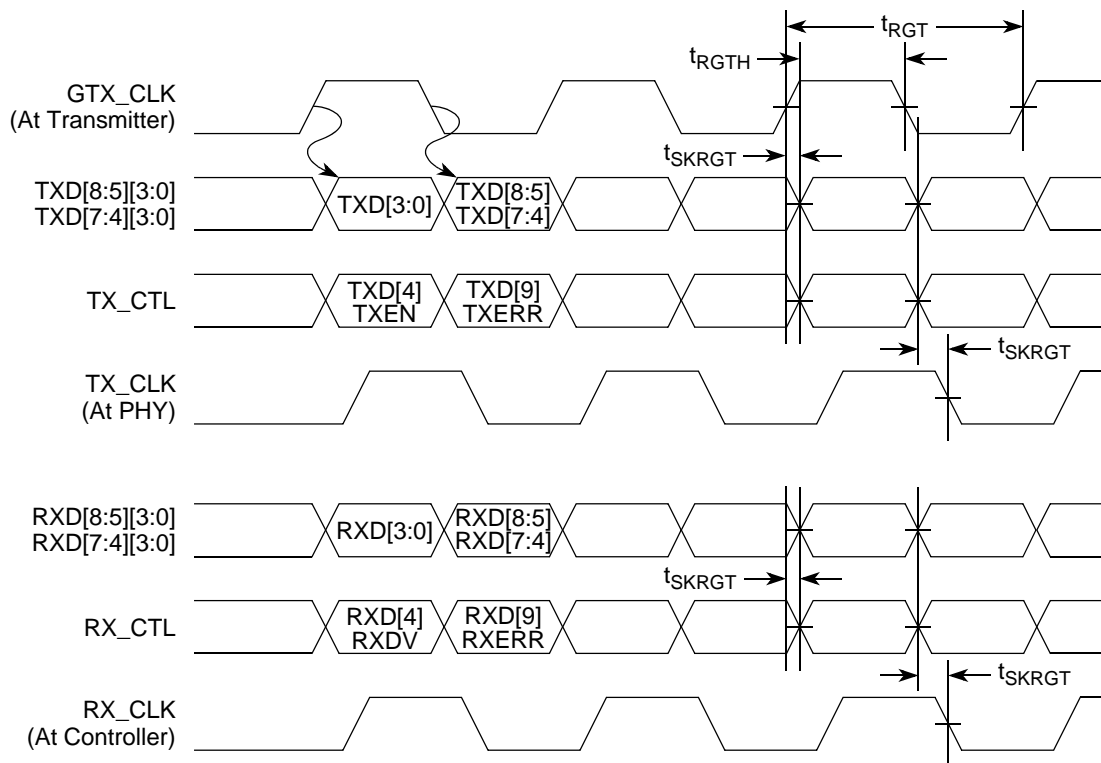 tRGT
tRGTH
GTX_CLK
(At Transmitter)
tSKRGT
TXD[8:5][3:0]
TXD[7:4][3:0]
TXD[3:0]
TXD[8:5]
TXD[7:4]
TX_CTL
TXD[4]
TXEN
TXD[9]
TXERR
tSKRGT
TX_CLK
(At PHY)
RXD[8:5][3:0]
RXD[7:4][3:0]
RXD[3:0]
RXD[8:5]
RXD[7:4]
tSKRGT
RX_CTL
RXD[4]
RXDV
RXD[9]
RXERR
tSKRGT
RX_CLK
(At Controller)